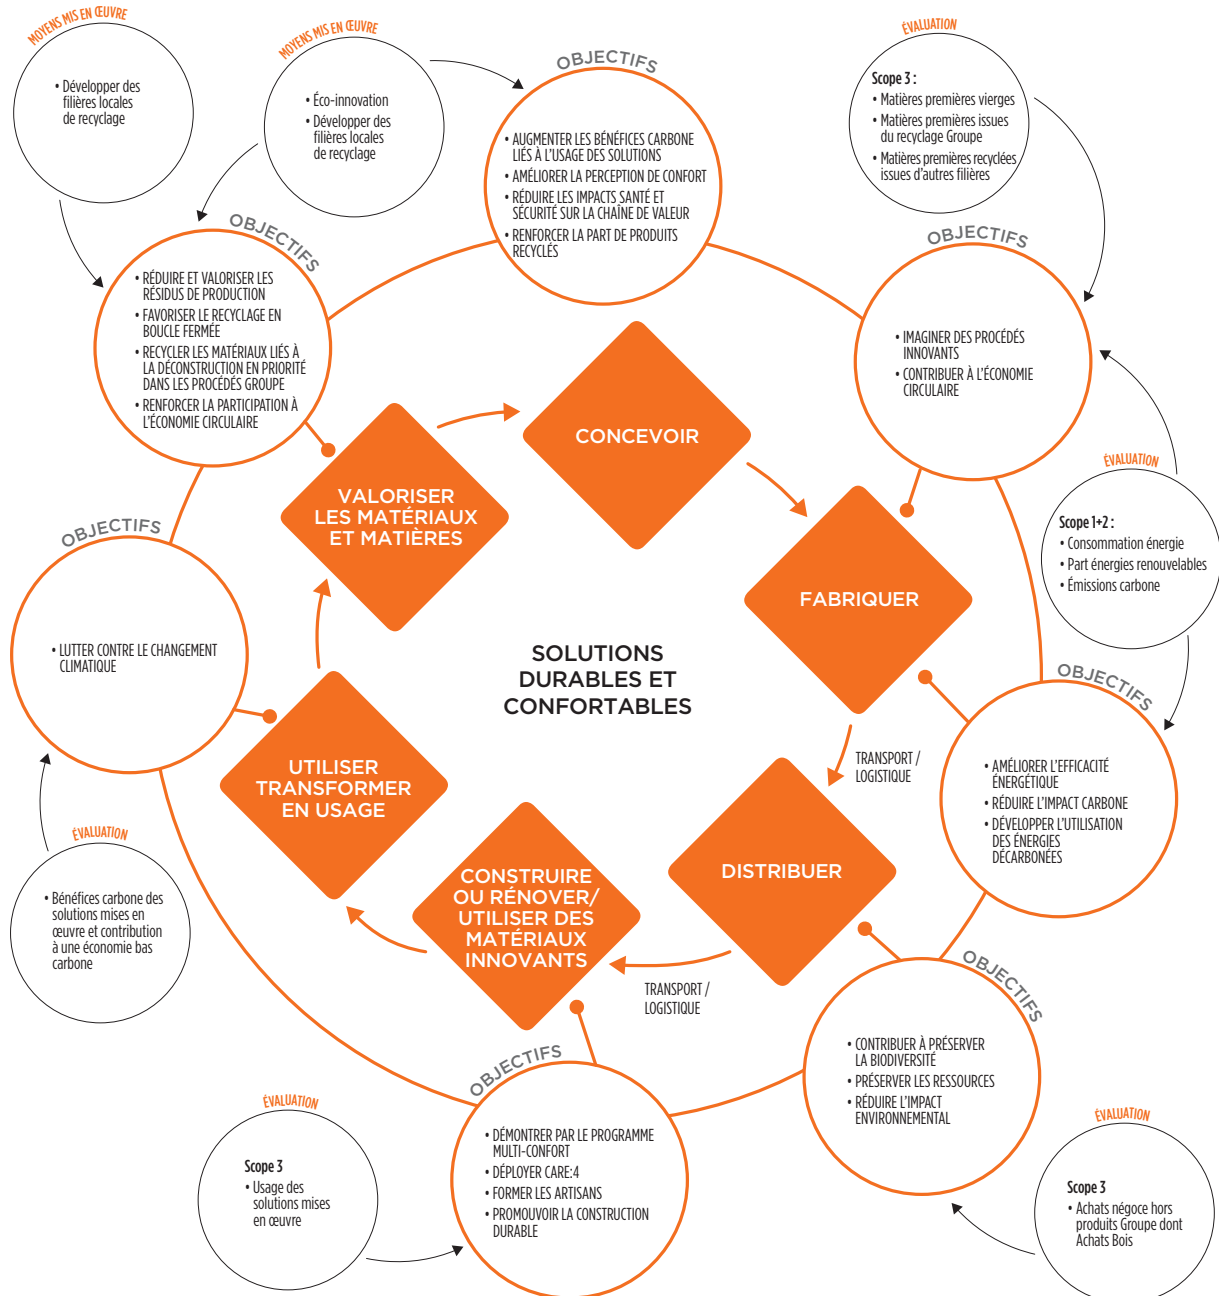 MOYENS MIS EN ŒUVRE
• Développer des
filières locales
de recyclage
MOYENS MIS EN ŒUVRE
• Éco-innovation
• Développer des
filières locales
de recyclage
OBJECTIFS
• AUGMENTER LES BÉNÉFICES CARBONE
LIÉS À L'USAGE DES SOLUTIONS
• AMÉLIORER LA PERCEPTION DE CONFORT
• RÉDUIRE LES IMPACTS SANTÉ ET
SÉCURITÉ SUR LA CHAÎNE DE VALEUR
• RENFORCER LA PART DE PRODUITS
RECYCLÉS
ÉVALUATION
Scope 3 :
• Matières premières vierges
• Matières premières issues
du recyclage Groupe
• Matières premières recyclées
issues d'autres filières
OBJECTIFS
• RÉDUIRE ET VALORISER LES
RÉSIDUS DE PRODUCTION
• FAVORISER LE RECYCLAGE EN
BOUCLE FERMÉE
• RECYCLER LES MATÉRIAUX LIÉS À
LA DÉCONSTRUCTION EN PRIORITÉ
DANS LES PROCÉDÉS GROUPE
• RENFORCER LA PARTICIPATION À
L'ÉCONOMIE CIRCULAIRE
OBJECTIFS
• IMAGINER DES PROCÉDÉS
INNOVANTS
• CONTRIBUER À L'ÉCONOMIE
CIRCULAIRE
CONCEVOIR
VALORISER
LES MATÉRIAUX
ET MATIÈRES
FABRIQUER
ÉVALUATION
Scope 1+2 :
• Consommation énergie
• Part énergies renouvelables
• Émissions carbone
OBJECTIFS
• LUTTER CONTRE LE CHANGEMENT
CLIMATIQUE
SOLUTIONS
DURABLES ET
CONFORTABLES
OBJECTIFS
• AMÉLIORER L'EFFICACITÉ
ÉNERGÉTIQUE
• RÉDUIRE L'IMPACT CARBONE
• DÉVELOPPER L'UTILISATION
DES ÉNERGIES
DÉCARBONÉES
TRANSPORT /
LOGISTIQUE
UTILISER
TRANSFORMER
EN USAGE
DISTRIBUER
CONSTRUIRE
OU RÉNOVER/
UTILISER DES
MATÉRIAUX
INNOVANTS
TRANSPORT /
LOGISTIQUE
ÉVALUATION
• Bénéfices carbone des
solutions mises en
œuvre et contribution
à une économie bas
carbone
OBJECTIFS
• CONTRIBUER À PRÉSERVER
LA BIODIVERSITÉ
• PRÉSERVER LES RESSOURCES
• RÉDUIRE L'IMPACT
ENVIRONNEMENTAL
ÉVALUATION
Scope 3
• Usage des
solutions mises
en œuvre
OBJECTIFS
• DÉMONTRER PAR LE PROGRAMME
MULTI-CONFORT
• DÉPLOYER CARE:4
• FORMER LES ARTISANS
• PROMOUVOIR LA CONSTRUCTION
DURABLE
ÉVALUATION
Scope 3
• Achats négoce hors
produits Groupe dont
Achats Bois